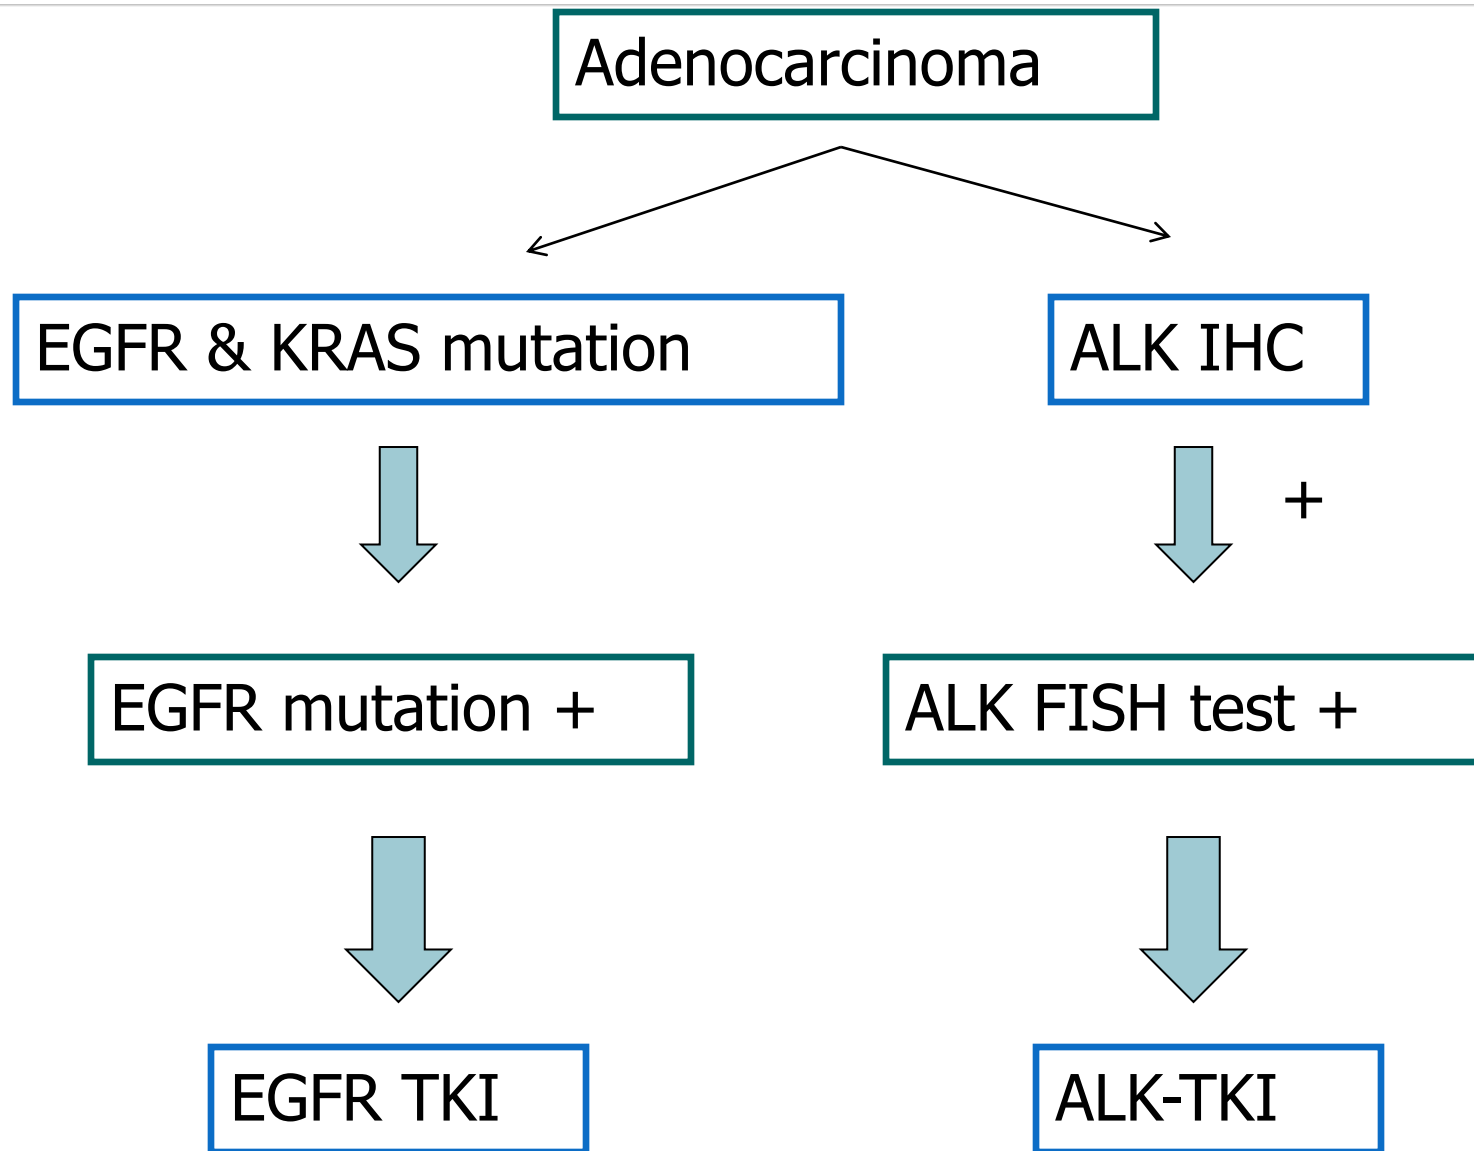 Adenocarcinoma
EGFR & KRAS mutation
ALK IHC
+
EGFR mutation +
ALK FISH test +
EGFR TKI
ALK-TKI